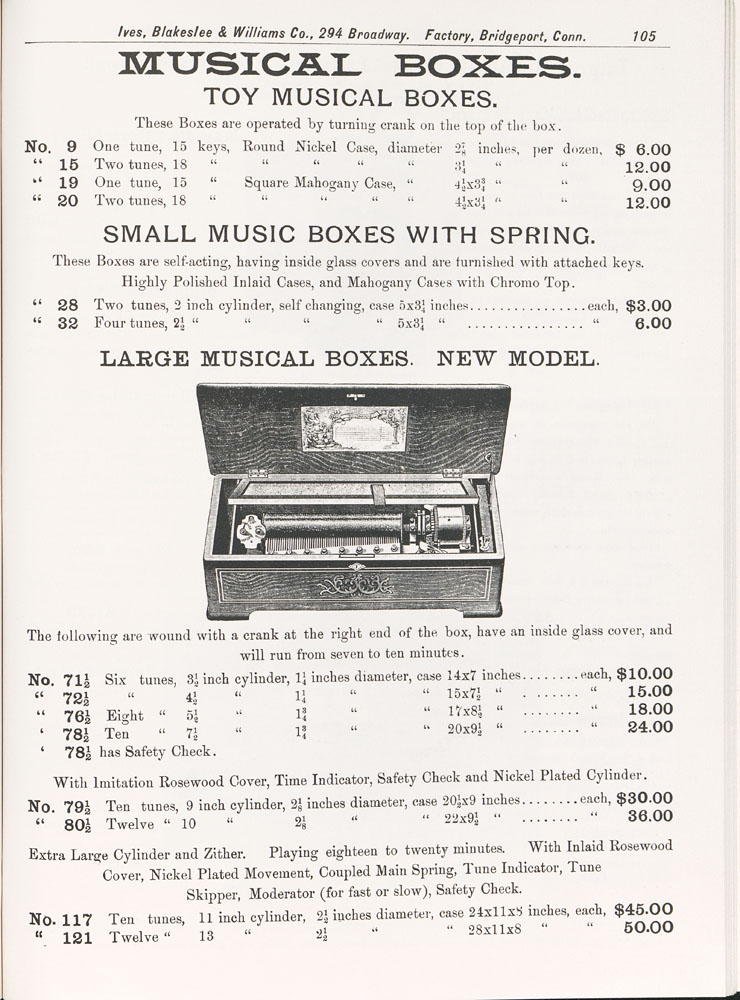 Ives, Blakeslee & Williams Co., 294 Broadway. Factory, Bridgeport, Conn. 105
MUSICAL BOXES.
TOY MUSICAL BOXES.
These Boxes are operated by turning crank on the top of the box.
No. 9 One tune, 15 keys, Round Nickel Case, diameter 2⅞ inches, per dozen, $ 6.00
“ 15 Two tunes, 18 “ “ “ “ “ 3¼ “ “ 12.00
“ 19 One tune, 15 “ Square Mahogany Case, “ 4½x3¾ “ “ 9.00
“ 20 Two tunes, 18 “ “ “ “ “ 4½x3¼ “ “ 12.00
SMALL MUSIC BOXES WITH SPRING.
These Boxes are self-acting, having inside glass covers and are furnished with attached keys.
Highly Polished Inlaid Cases, and Mahogany Cases with Chromo Top.
“ 28 Two tunes, 2 inch cylinder, self changing, case 5x3¼ inches................each, $3.00
“ 32 Four tunes, 2½ “ “ “ “ 5x3¼ “ ................ “ 6.00
LARGE MUSICAL BOXES. NEW MODEL.
The following are wound with a crank at the right end of the box, have an inside glass cover, and
will run from seven to ten minutes.
No. 71½ Six tunes, 3½ inch cylinder, 1¼ inches diameter, case 14x7 inches........each, $10.00
“ 72½ “ 4½ “ 1¼ “ “ 15x7½ “ ........ “ 15.00
“ 76½ Eight “ 5¼ “ 1¾ “ “ 17x8½ “ ........ “ 18.00
‘ 78½ Ten “ 7½ “ 1¾ “ “ 20x9½ “ ........ “ 24.00
‘ 78½ has Safety Check.
With Imitation Rosewood Cover, Time Indicator, Safety Check and Nickel Plated Cylinder.
No. 79½ Ten tunes, 9 inch cylinder, 2⅛ inches diameter, case 20½x9 inches........each, $30.00
“ 80½ Twelve “ 10 “ 2⅛ “ “ 22x9½ “ ........ “ 36.00
Extra Large Cylinder and Zither. Playing eighteen to twenty minutes. With Inlaid Rosewood
Cover, Nickel Plated Movement, Coupled Main Spring, Tune Indicator, Tune
Skipper, Moderator (for fast or slow), Safety Check.
No. 117 Ten tunes, 11 inch cylinder, 2½ inches diameter, case 24x11x8 inches, each, $45.00
“ 121 Twelve “ 13 “ 2½ “ “ 28x11x8 “ “ 50.00